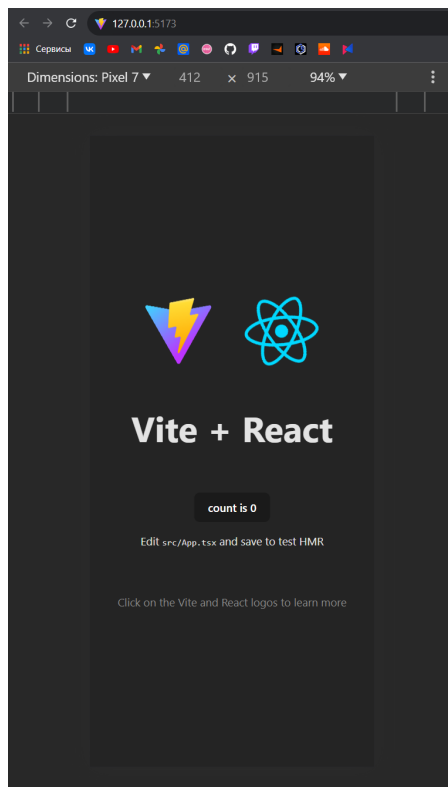 127.0.0.1:5173
Сервисы
Dimensions: Pixel 7 ▼ 412 × 915 94% ▼
Vite + React
count is 0
Edit src/App.tsx and save to test HMR
Click on the Vite and React logos to learn more